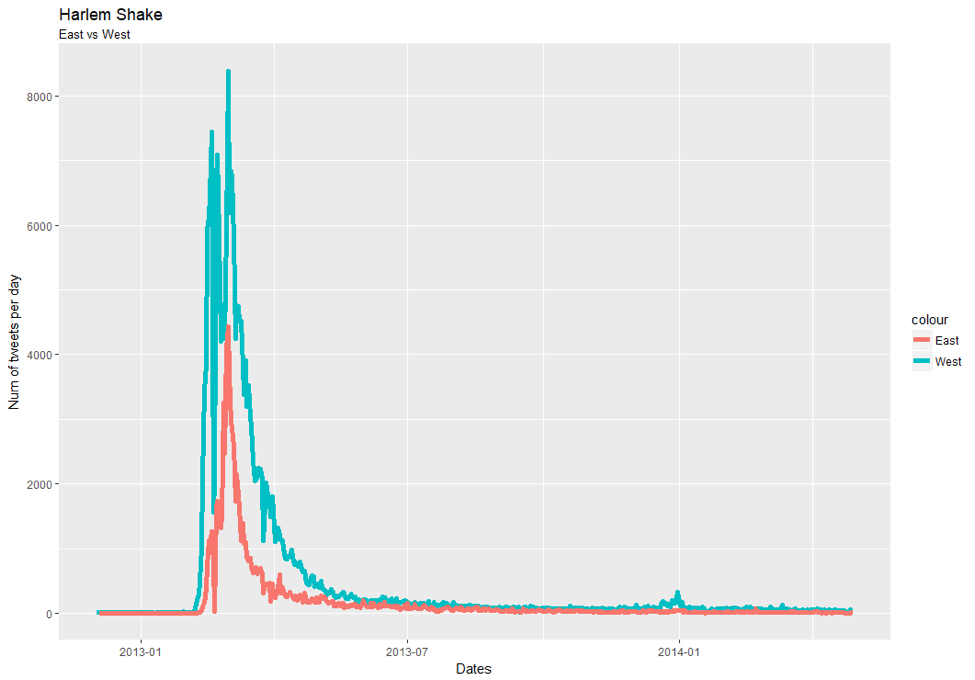 Harlem Shake
East vs West
Num of tweets per day
8000
6000
4000
2000
0
2013-01
2013-07
2014-01
Dates
colour
East
West